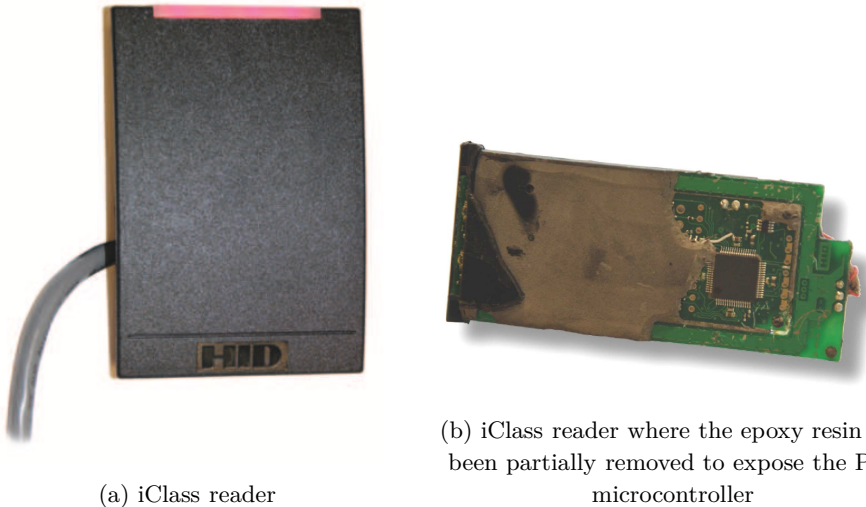 HID
(b) iClass reader where the epoxy resin
been partially removed to expose the P
(a) iClass reader
microcontroller